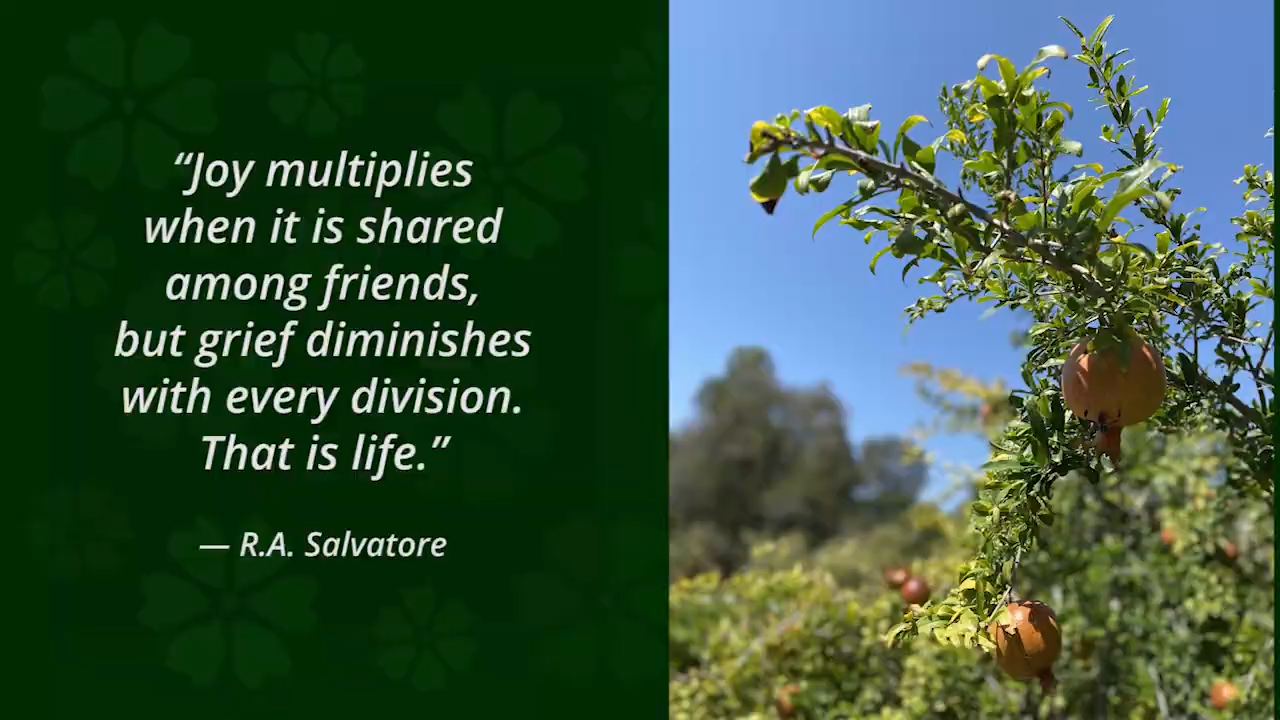 “Joy multiplies
when it is shared
among friends,
but grief diminishes
with every division.
That is life.”
— R.A. Salvatore